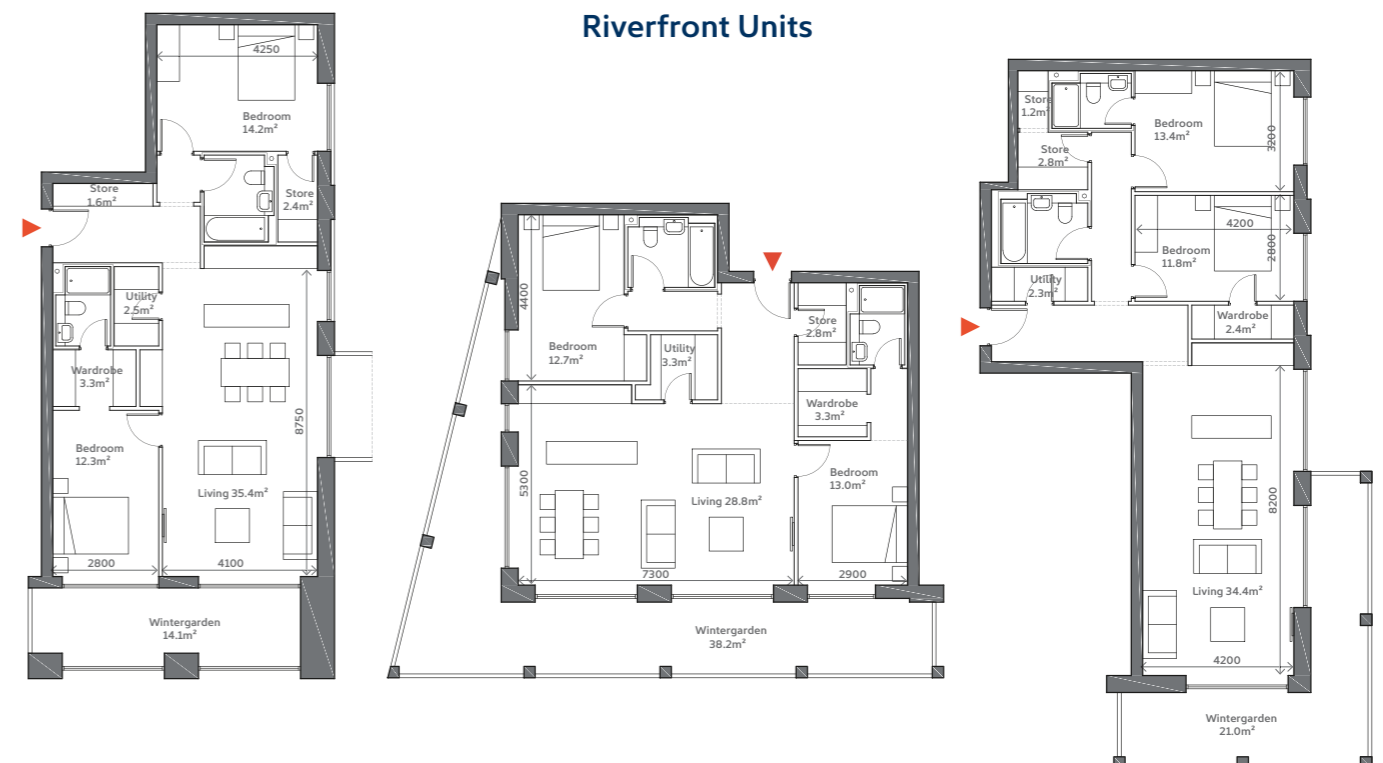 Riverfront Units
4250
Bedroom
14.2m²
Store
1.6m²
Store
2.4m²
Utility
2.5m²
Wardrobe
3.3m²
8750
Bedroom
12.3m²
Living 35.4m²
2800
4100
Wintergarden
14.1m²
4400
Bedroom
12.7m²
Utility
3.3m²
Store
2.8m²
Wardrobe
3.3m²
5300
Living 28.8m²
Bedroom
13.0m²
7300
2900
Wintergarden
38.2m²
Store
1.2m²
Bedroom
13.4m²
3200
Store
2.8m²
4200
Bedroom
11.8m²
2800
Utility
2.3m²
Wardrobe
2.4m²
8200
Living 34.4m²
4200
Wintergarden
21.0m²